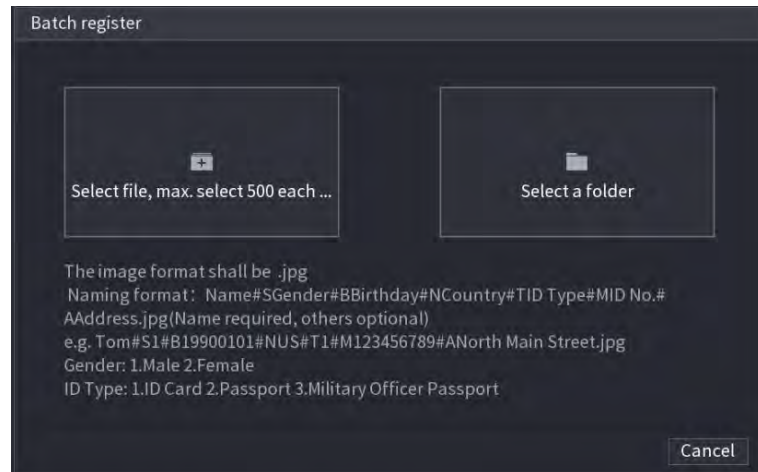 Batch register
Select file, max. select 500 each ...
Select a folder
The image format shall be .jpg
Naming format: Name#SGender#BBirthday#NCountry#TID Type#MID No.#
AAddress.jpg(Name required, others optional)
e.g. Tom#S1#B19900101#NUS#T1#M123456789#ANorth Main Street.jpg
Gender: 1.Male 2.Female
ID Type: 1.ID Card 2.Passport 3.Military Officer Passport
Cancel